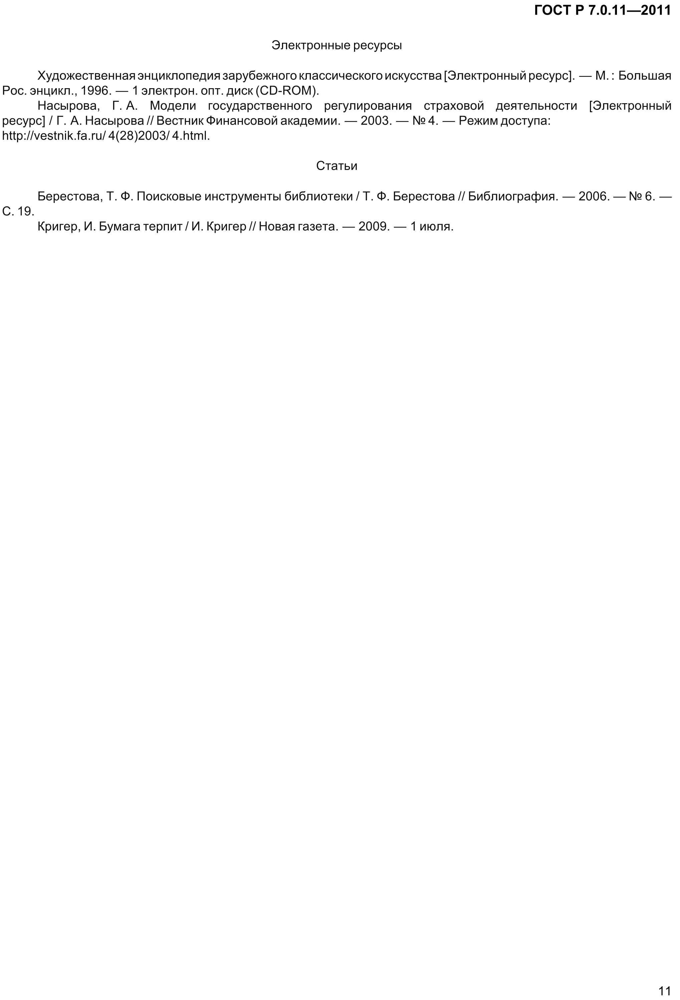 ГОСТ Р 7.0.11—2011
Электронные ресурсы
Художественная энциклопедия зарубежного классического искусства [Электронный ресурс]. — М. : Большая
Рос. энцикл., 1996. — 1 электрон. опт. диск (CD-ROM).
Насырова, Г. А. Модели государственного регулирования страховой деятельности [Электронный
ресурс] / Г. А. Насырова // Вестник Финансовой академии. — 2003. — № 4. — Режим доступа:
http://vestnik.fa.ru/ 4(28)2003/ 4.html.
Статьи
Берестова, Т. Ф. Поисковые инструменты библиотеки / Т. Ф. Берестова // Библиография. — 2006. — № 6. —
С. 19.
Кригер, И. Бумага терпит / И. Кригер // Новая газета. — 2009. — 1 июля.
11